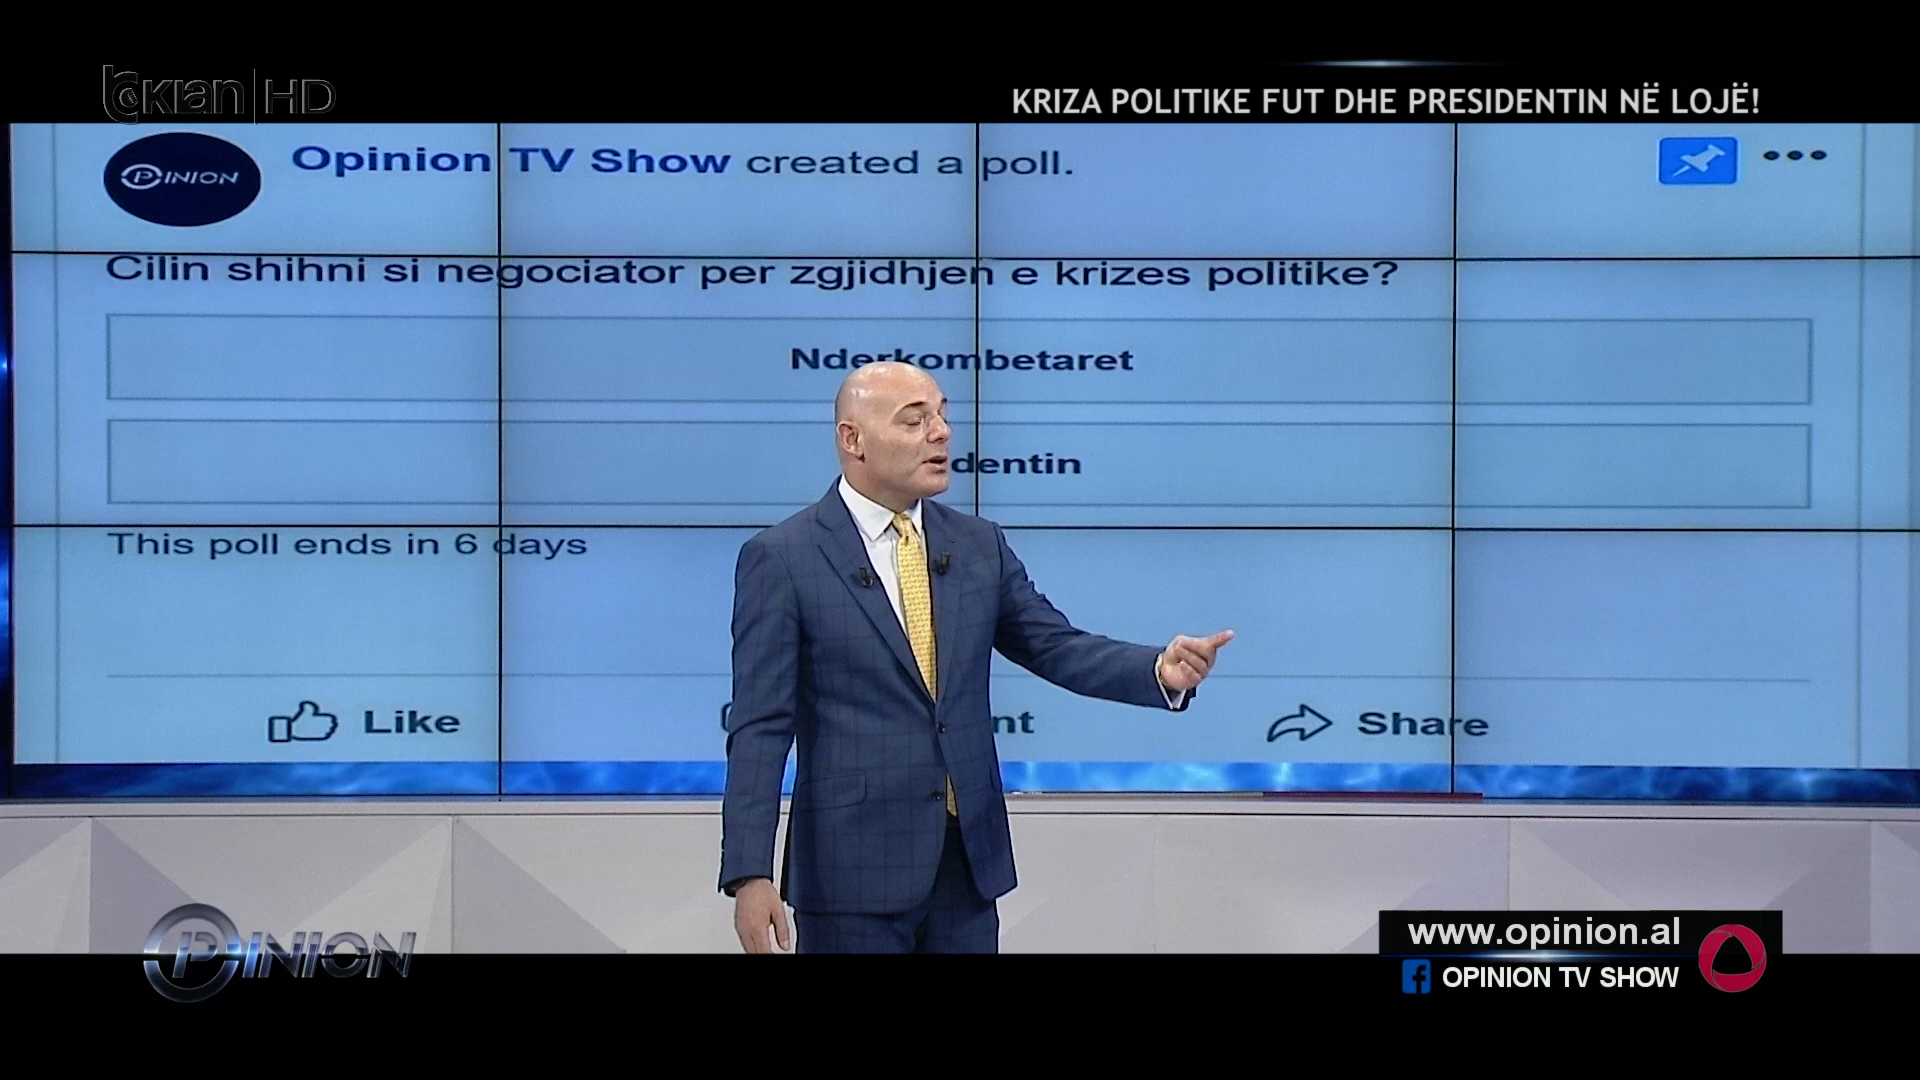 tvklan HD
KRIZA POLITIKE FUT DHE PRESIDENTIN NË LOJË!
OPINION
Opinion TV Show created a poll.
Cilin shihni si negociator per zgjidhjen e krizes politike?
Nderkombetaret
dentin
This poll ends in 6 days
Like
nt
Share
OPINION
www.opinion.al
OPINION TV SHOW